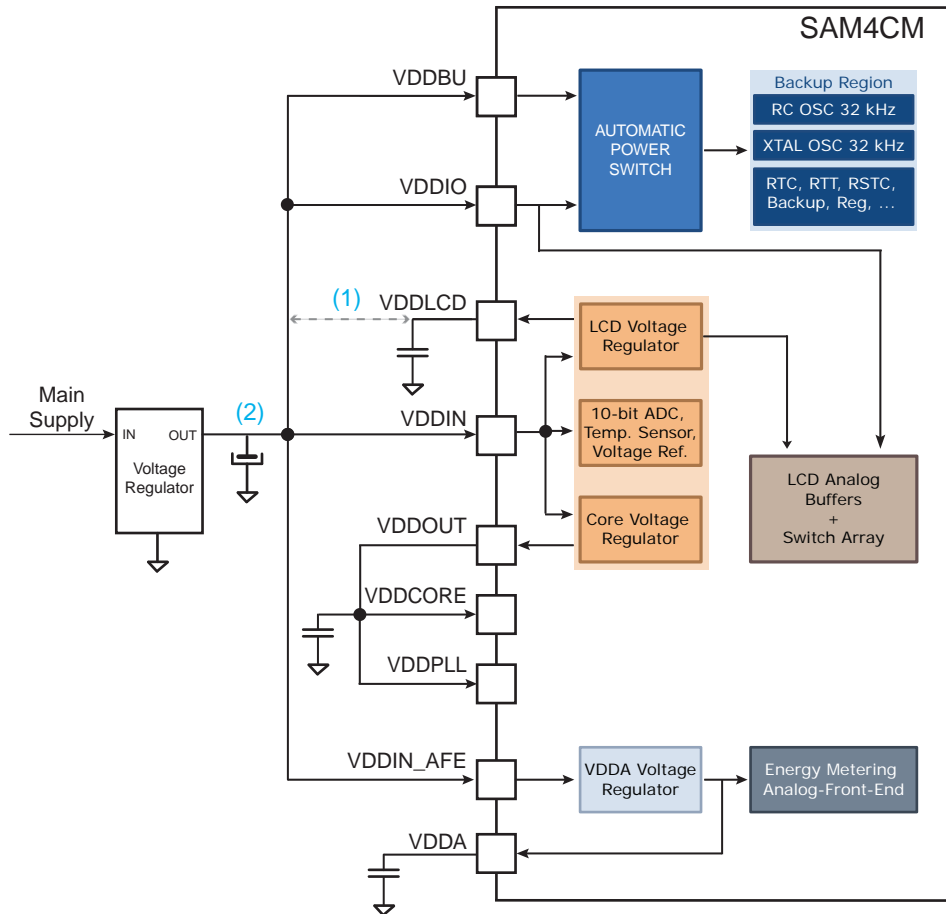 SAM4CM
VDDBU
AUTOMATIC
POWER
SWITCH
Backup Region
RC OSC 32 kHz
XTAL OSC 32 kHz
RTC, RTT, RSTC,
Backup, Reg, ...
VDDIO
(1)
VDDLCD
LCD Voltage
Regulator
Main
Supply
IN
OUT
Voltage
Regulator
(2)
VDDIN
10-bit ADC,
Temp. Sensor,
Voltage Ref.
LCD Analog
Buffers
+
Switch Array
VDDOUT
Core Voltage
Regulator
VDDCORE
VDDPLL
VDDIN_AFE
VDDA Voltage
Regulator
Energy Metering
Analog-Front-End
VDDA